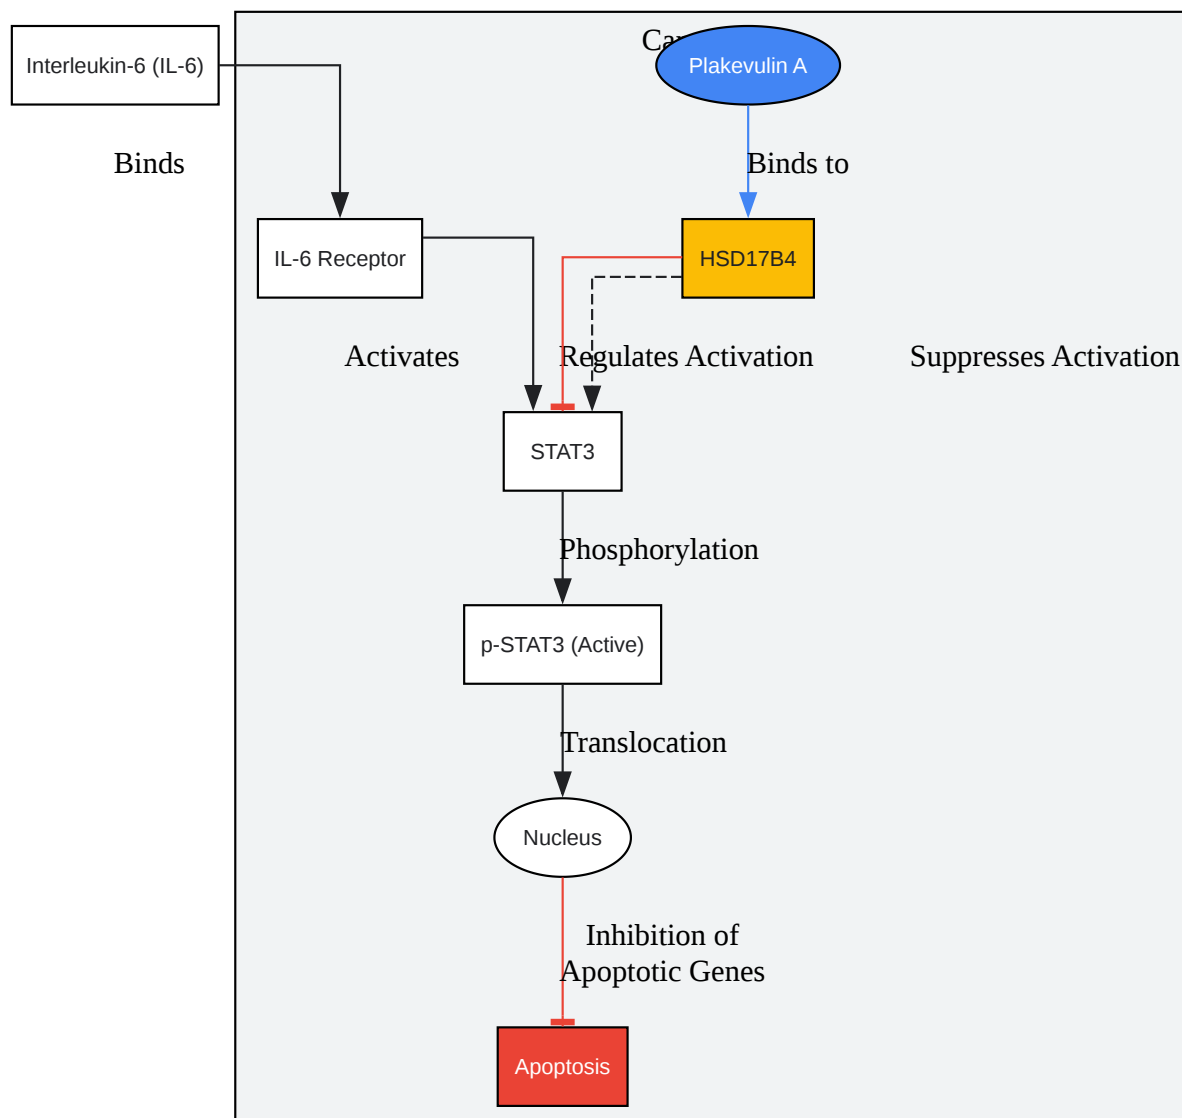 Interleukin-6 (IL-6)
Plakevulin A
Binds
Binds to
IL-6 Receptor
HSD17B4
Activates
Regulates Activation
Suppresses Activation
STAT3
Phosphorylation
p-STAT3 (Active)
Translocation
Nucleus
Inhibition of
Apoptotic Genes
Apoptosis